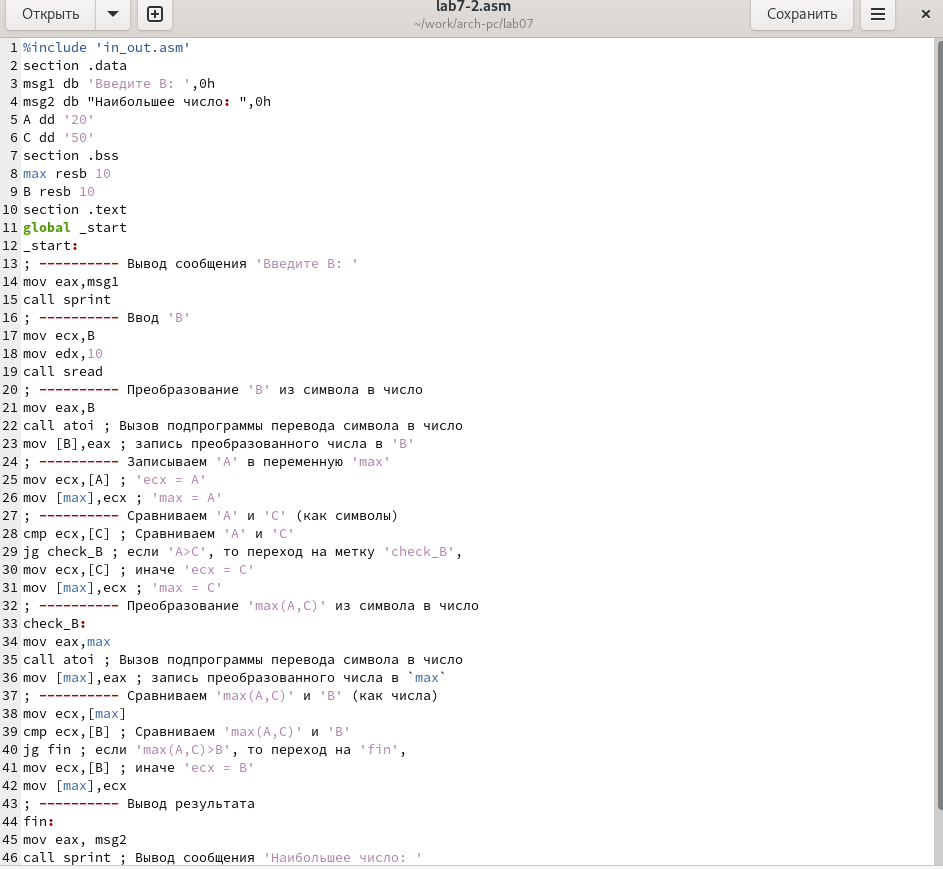 Открыть
lab7-2.asm
~/work/arch-pc/lab07
Сохранить
1 %include 'in_out.asm'
2 section .data
3 msg1 db 'Введите B: ',0h
4 msg2 db "Наибольшее число: ",0h
5 A dd '20'
6 C dd '50'
7 section .bss
8 max resb 10
9 B resb 10
10 section .text
11 global _start
12 _start:
13 ; ---------- Вывод сообщения 'Введите B: '
14 mov eax,msg1
15 call sprint
16 ; ---------- Ввод 'B'
17 mov ecx,B
18 mov edx,10
19 call sread
20 ; ---------- Преобразование 'B' из символа в число
21 mov eax,B
22 call atoi ; Вызов подпрограммы перевода символа в число
23 mov [B],eax ; запись преобразованного числа в 'B'
24 ; ---------- Записываем 'A' в переменную 'max'
25 mov ecx,[A] ; 'ecx = A'
26 mov [max],ecx ; 'max = A'
27 ; ---------- Сравниваем 'A' и 'С' (как символы)
28 cmp ecx,[C] ; Сравниваем 'A' и 'С'
29 jg check_B ; если 'A>C', то переход на метку 'check_B',
30 mov ecx,[C] ; иначе 'ecx = C'
31 mov [max],ecx ; 'max = C'
32 ; ---------- Преобразование 'max(A,C)' из символа в число
33 check_B:
34 mov eax,max
35 call atoi ; Вызов подпрограммы перевода символа в число
36 mov [max],eax ; запись преобразованного числа в `max`
37 ; ---------- Сравниваем 'max(A,C)' и 'B' (как числа)
38 mov ecx,[max]
39 cmp ecx,[B] ; Сравниваем 'max(A,C)' и 'B'
40 jg fin ; если 'max(A,C)>B', то переход на 'fin',
41 mov ecx,[B] ; иначе 'ecx = B'
42 mov [max],ecx
43 ; ---------- Вывод результата
44 fin:
45 mov eax, msg2
46 call sprint ; Вывод сообщения 'Наибольшее число: '